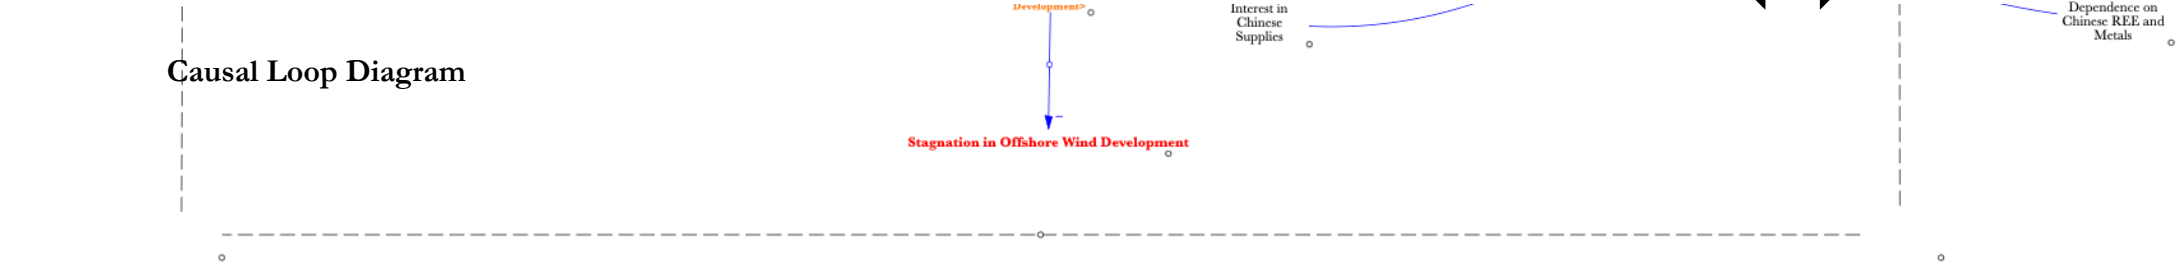 Development>
Interest in
Chinese
Supplies
Dependence on
Chinese REE and
Metals
Causal Loop Diagram
–
Stagnation in Offshore Wind Development